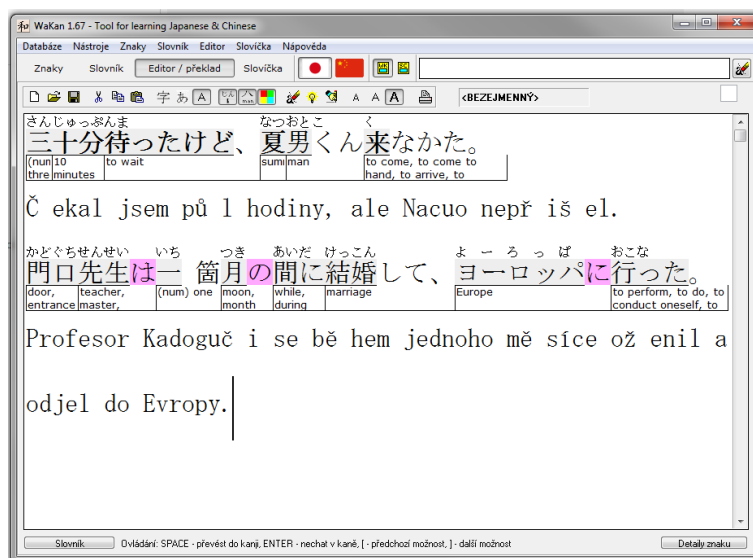 WaKan 1.67 - Tool for learning Japanese & Chinese
Databáze Nástroje Znaky Slovník Editor Slovíčka Nápověda
Znaky Slovník Editor / překlad Slovíčka
<BEZEJMENNÝ>
さんじゅっぷんま なつおとこ く
三十分待ったけど、夏男くん来なかた。
(num 10 to wait sumi man to come, to come to
thre minutes hand, to arrive, to
Č ekal jsem pů l hodiny, ale Nacuo nepř iš el.
かどぐちせんせい いち つき あいだ けっこん よーろっぱ おこな
門口先生は一 箇月の間に結婚して、ヨーロッパに行った。
door, teacher, (num) one moon, while, marriage Europe to perform, to do, to
entrance master, month during conduct oneself, to
Profesor Kadoguč i se bě hem jednoho mě síce ož enil a
odjel do Evropy.
Slovník Ovládání: SPACE - převést do kanji, ENTER - nechat v kaně, [ - předchozí možnost, ] - další možnost Detaily znaku